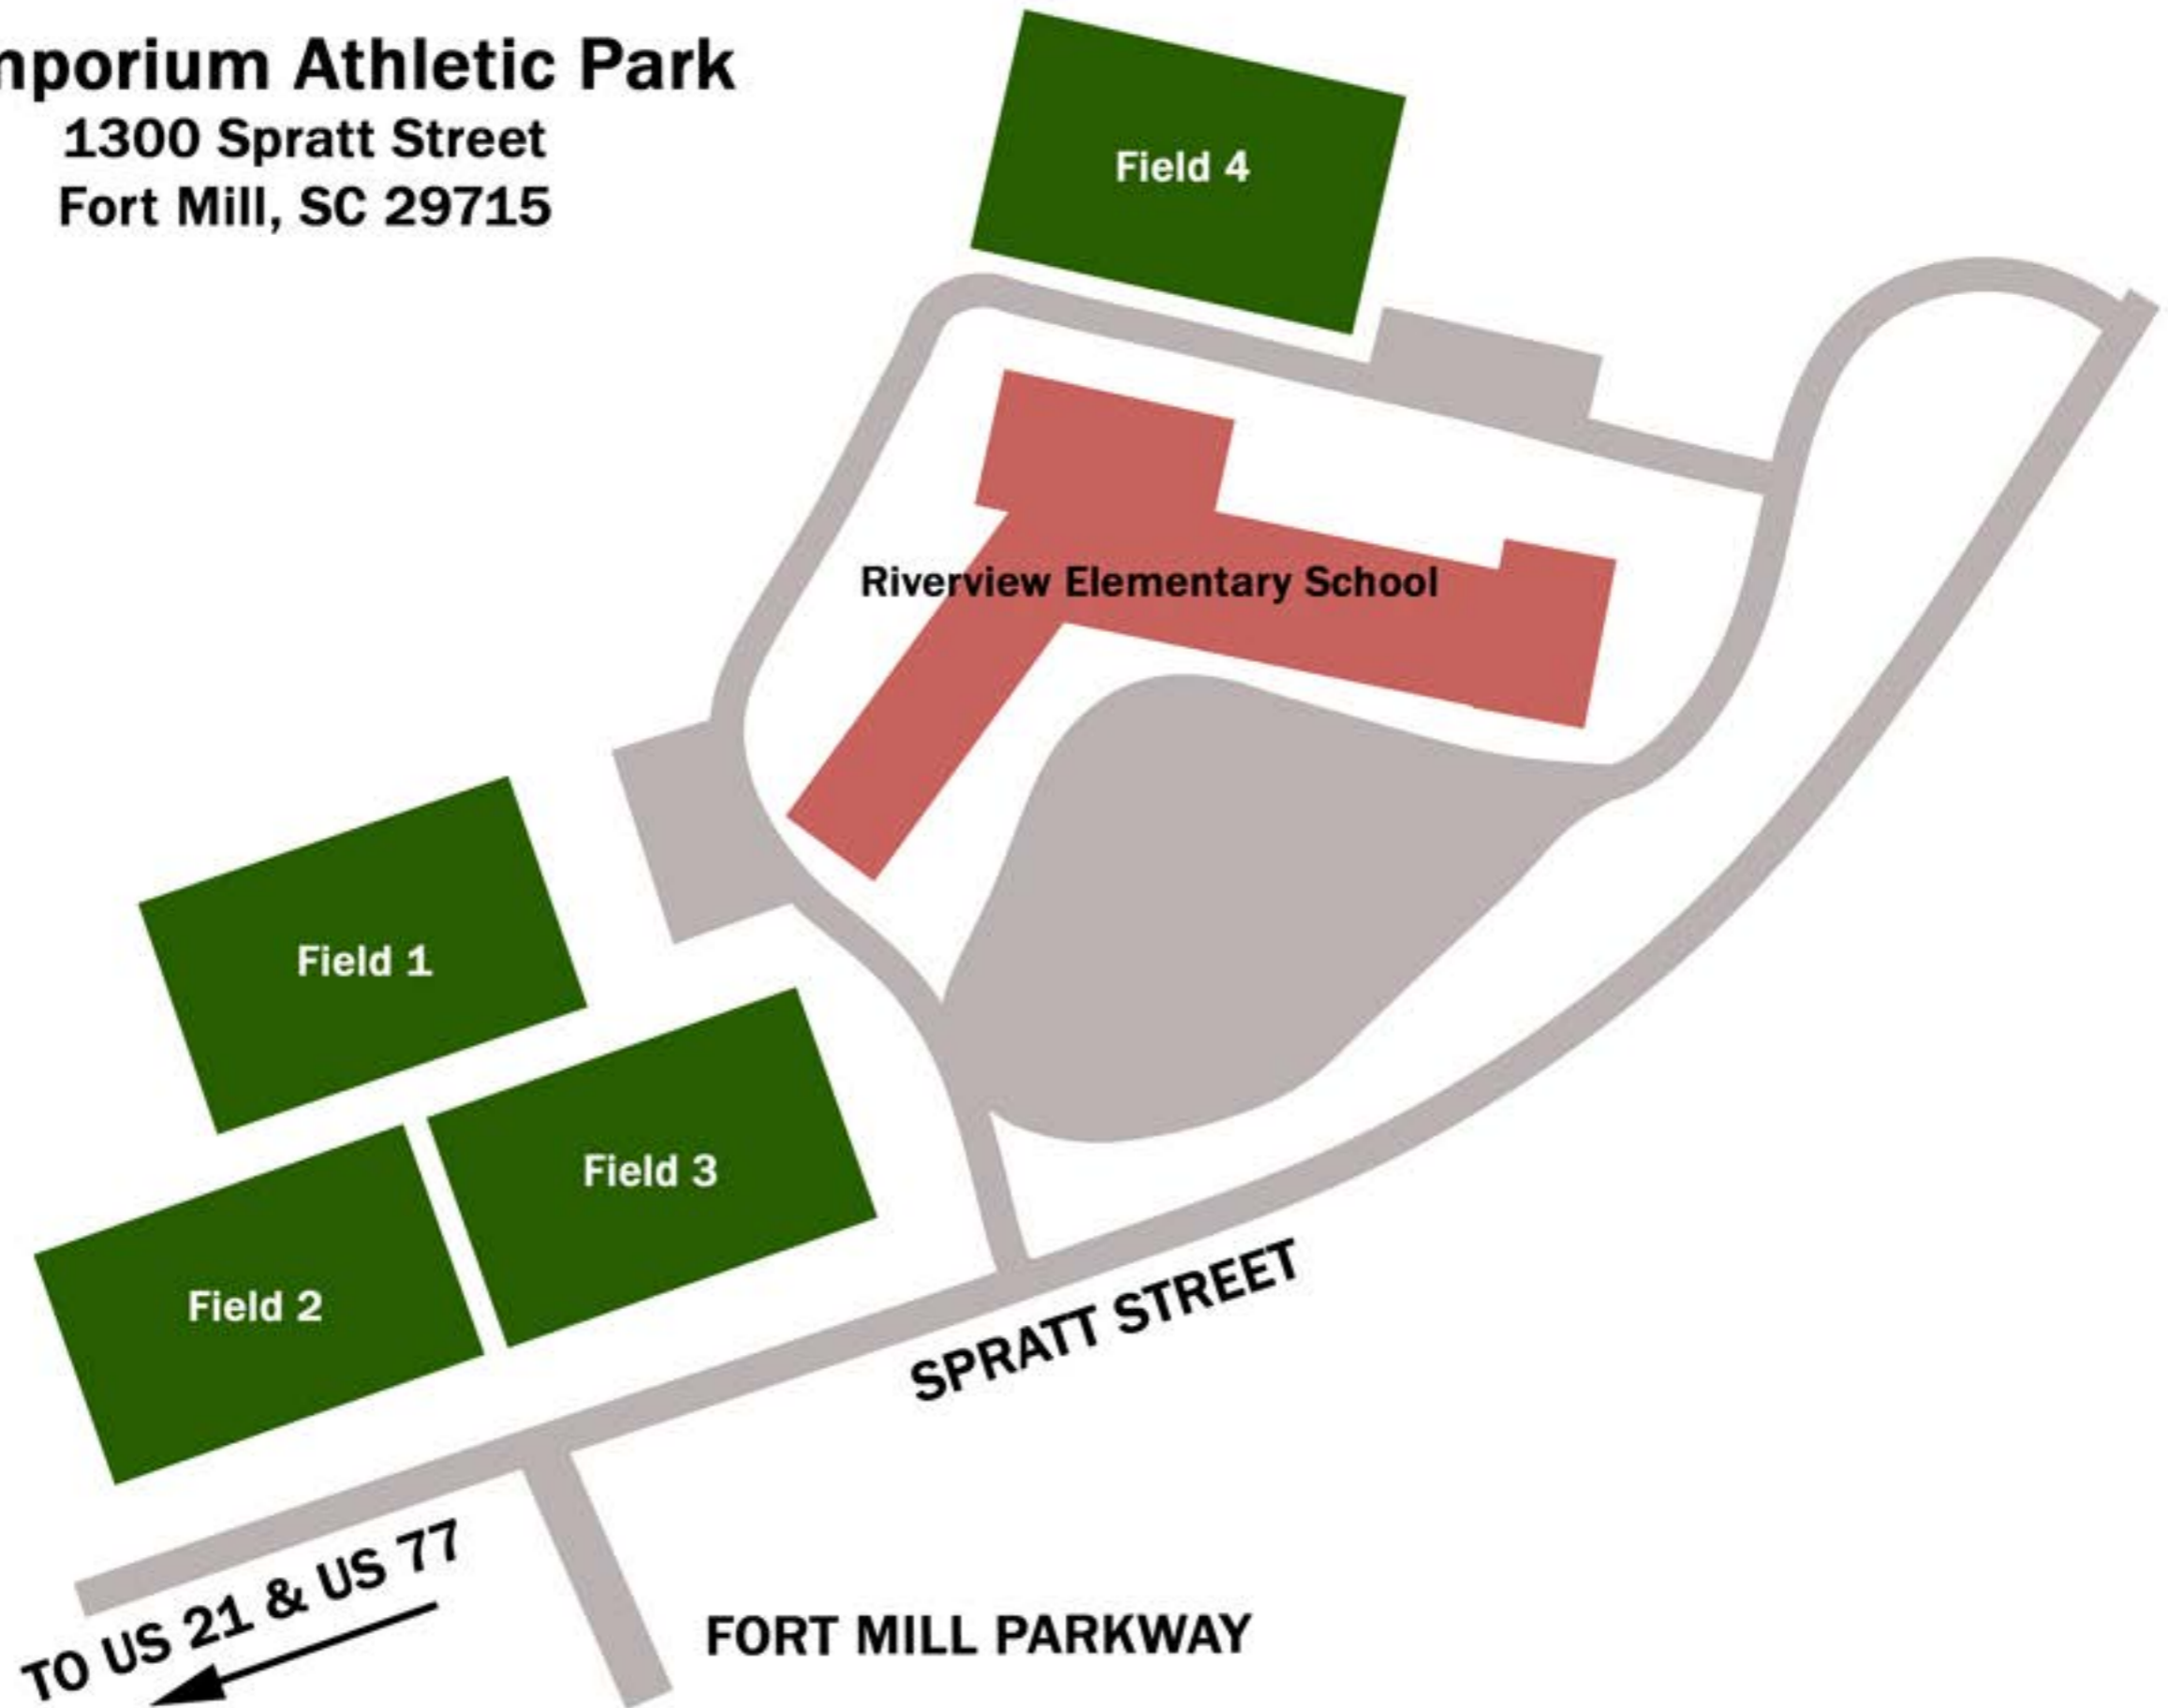 mporium Athletic Park
1300 Spratt Street
Fort Mill, SC 29715
Field 4
Riverview Elementary School
Field 1
Field 3
Field 2
SPRATT STREET
TO US 21 & US 77
FORT MILL PARKWAY